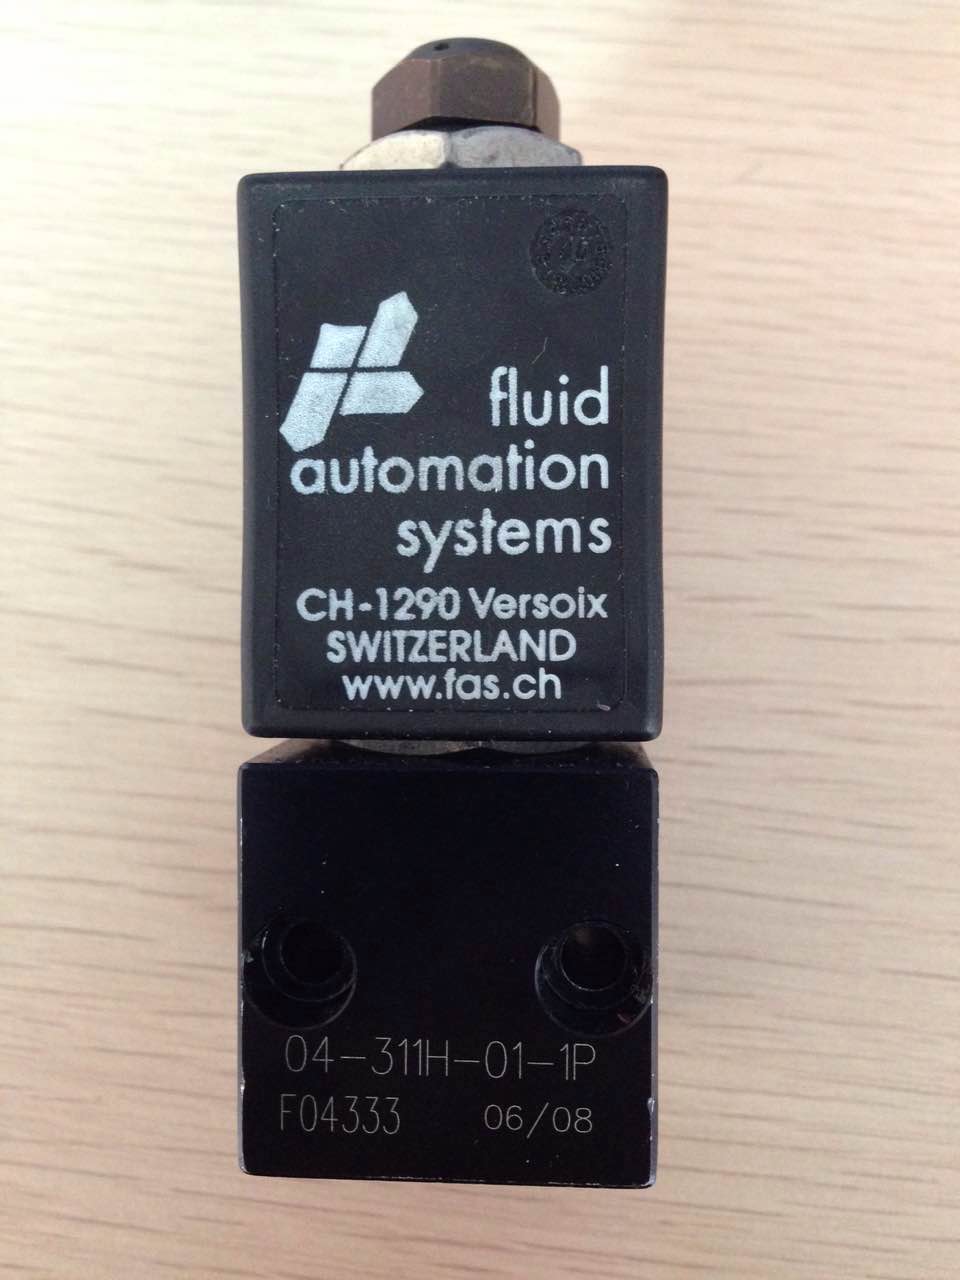 fluid
automation
systems
CH-1290 Versoix
SWITZERLAND
www.fas.ch
04-311H-01-1P
F04333 06/08